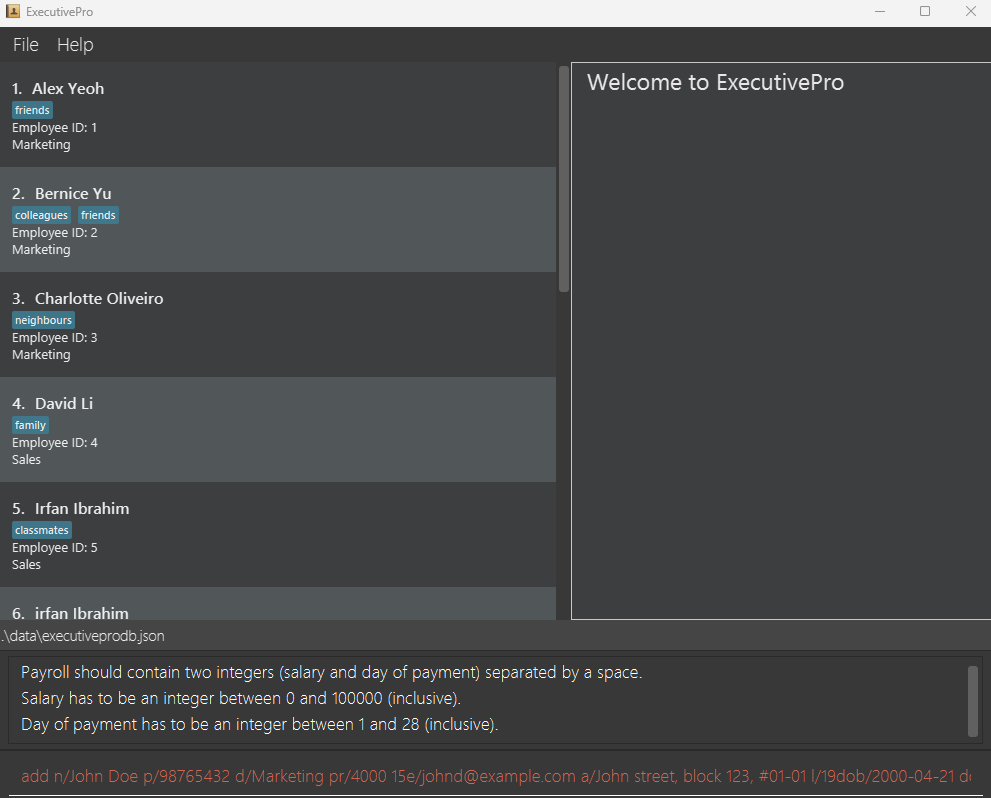 ExecutivePro
File Help
1. Alex Yeoh
friends
Employee ID: 1
Marketing
2. Bernice Yu
colleagues friends
Employee ID: 2
Marketing
3. Charlotte Oliveiro
neighbours
Employee ID: 3
Marketing
4. David Li
family
Employee ID: 4
Sales
5. Irfan Ibrahim
classmates
Employee ID: 5
Sales
6. irfan Ibrahim
Welcome to ExecutivePro
.\data\executiveprodb.json
Payroll should contain two integers (salary and day of payment) separated by a space.
Salary has to be an integer between 0 and 100000 (inclusive).
Day of payment has to be an integer between 1 and 28 (inclusive).
add n/John Doe p/98765432 d/Marketing pr/4000 15e/johnd@example.com a/John street, block 123, #01-01 l/19dob/2000-04-21